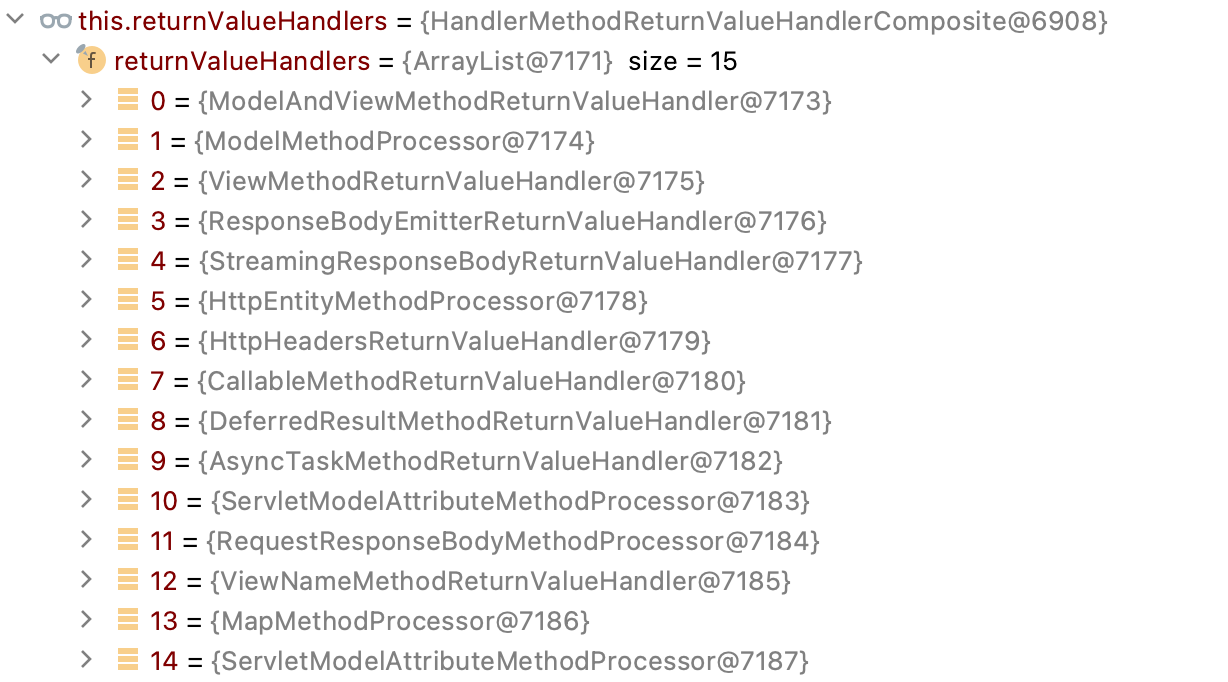 this.returnValueHandlers = {HandlerMethodReturnValueHandlerComposite@6908}
f returnValueHandlers = {ArrayList@7171} size = 15
0 = {ModelAndViewMethodReturnValueHandler@7173}
1 = {ModelMethodProcessor@7174}
2 = {ViewMethodReturnValueHandler@7175}
3 = {ResponseBodyEmitterReturnValueHandler@7176}
4 = {StreamingResponseBodyReturnValueHandler@7177}
5 = {HttpEntityMethodProcessor@7178}
6 = {HttpHeadersReturnValueHandler@7179}
7 = {CallableMethodReturnValueHandler@7180}
8 = {DeferredResultMethodReturnValueHandler@7181}
9 = {AsyncTaskMethodReturnValueHandler@7182}
10 = {ServletModelAttributeMethodProcessor@7183}
11 = {RequestResponseBodyMethodProcessor@7184}
12 = {ViewNameMethodReturnValueHandler@7185}
13 = {MapMethodProcessor@7186}
14 = {ServletModelAttributeMethodProcessor@7187}